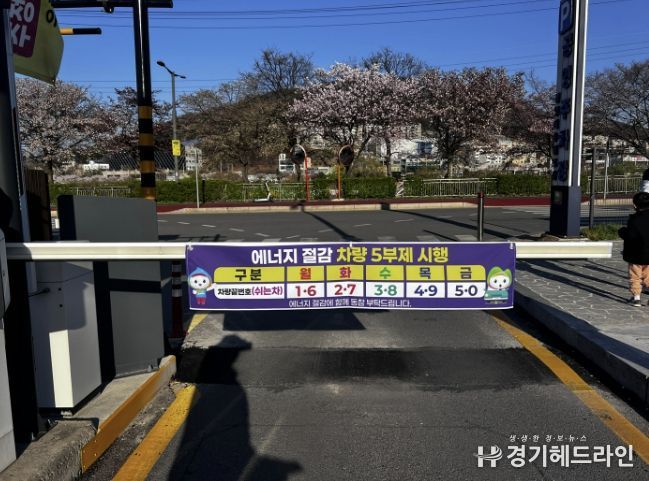 에너지 절감 차량 5부제 시행
구분 월 화 수 목 금
차량끝번호(쉬는차) 1·6 2·7 3·8 4·9 5·0
에너지 절감에 함께 동참 부탁드립니다.
P
생생한 정보뉴스
경기헤드라인